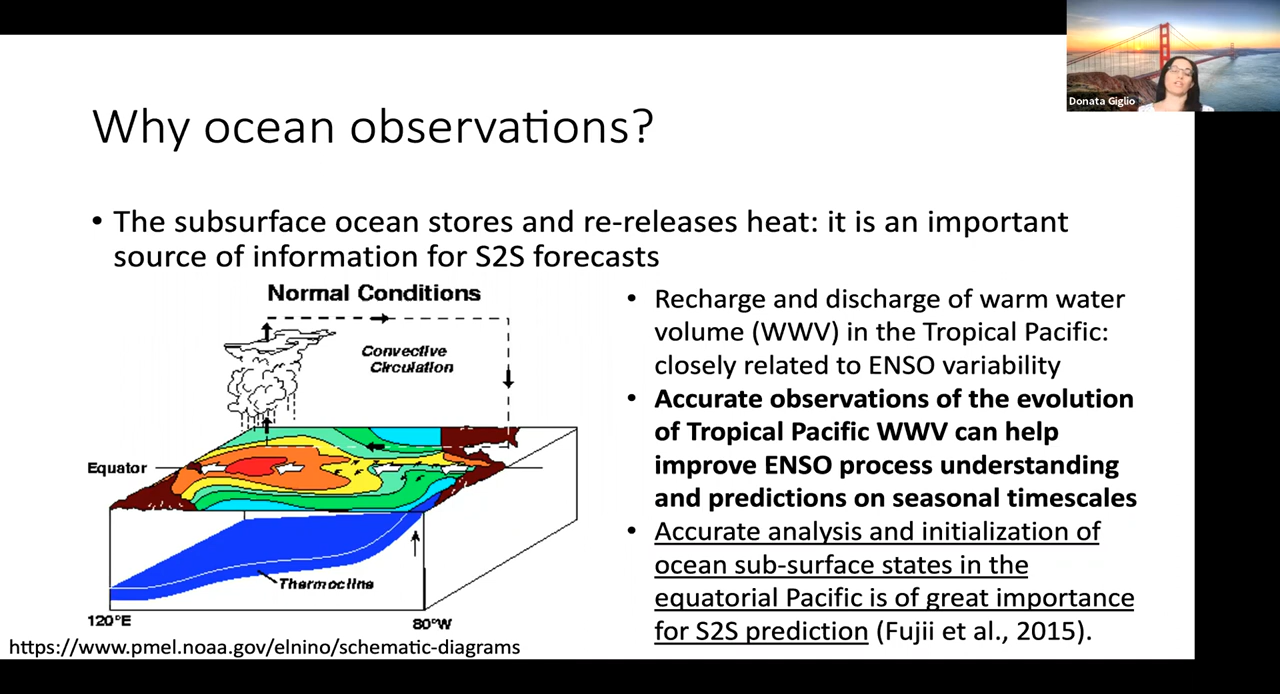 Donata Giglio
Why ocean observations?
• The subsurface ocean stores and re-releases heat: it is an important
source of information for S2S forecasts
Normal Conditions
Convective
Circulation
Equator
Thermocline
120°E
80°W
https://www.pmel.noaa.gov/elnino/schematic-diagrams
• Recharge and discharge of warm water
volume (WWV) in the Tropical Pacific:
closely related to ENSO variability
• Accurate observations of the evolution
of Tropical Pacific WWV can help
improve ENSO process understanding
and predictions on seasonal timescales
• Accurate analysis and initialization of
ocean sub-surface states in the
equatorial Pacific is of great importance
for S2S prediction (Fujii et al., 2015).